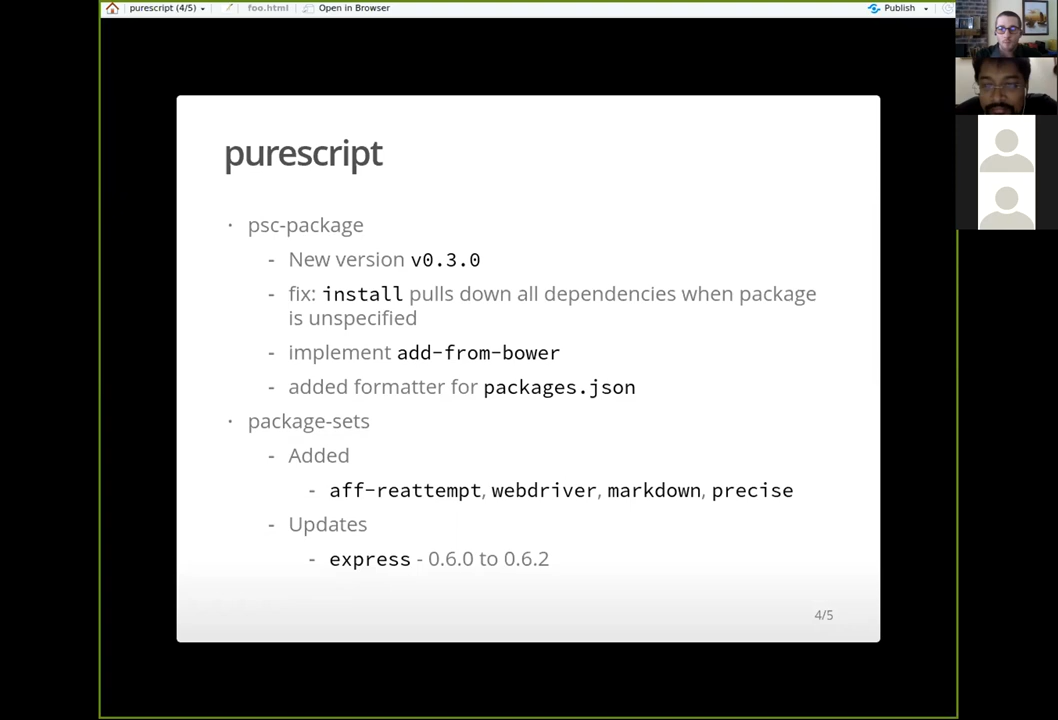 purescript (4/5) foo.html Open in Browser Publish
purescript
· psc-package
- New version v0.3.0
- fix: install pulls down all dependencies when package
is unspecified
- implement add-from-bower
- added formatter for packages.json
· package-sets
- Added
- aff-reattempt, webdriver, markdown, precise
- Updates
- express - 0.6.0 to 0.6.2
4/5